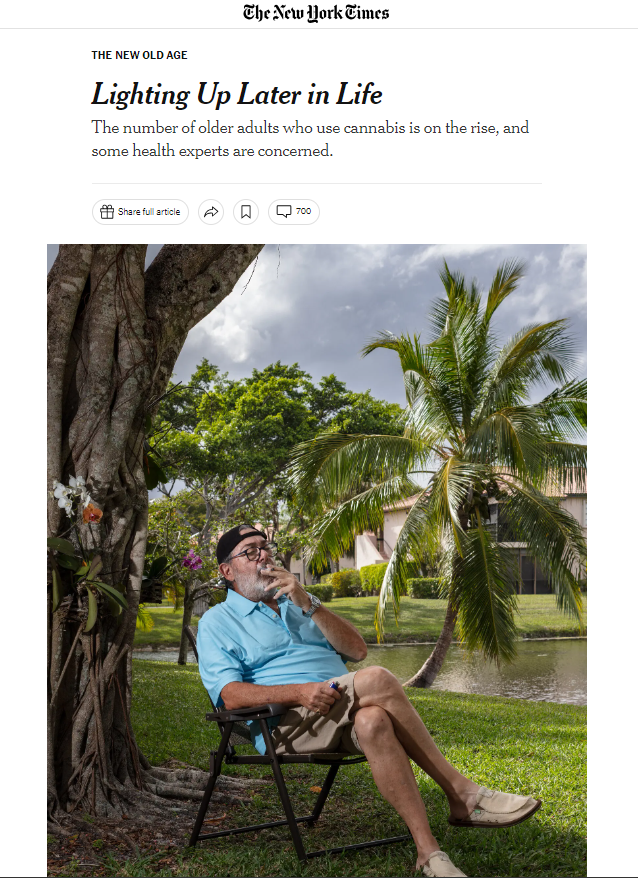 The New York Times
THE NEW OLD AGE
Lighting Up Later in Life
The number of older adults who use cannabis is on the rise, and
some health experts are concerned.
Share full article
700